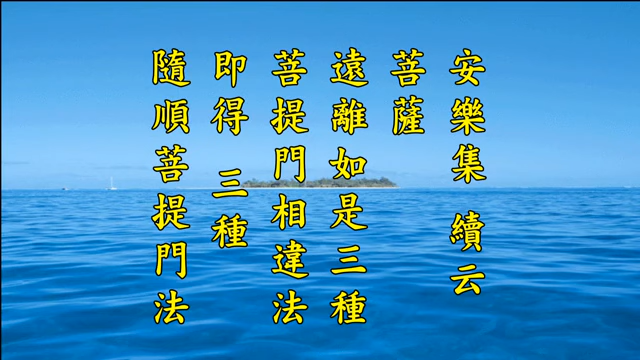 安樂集 續云
菩薩
遠離如是三種
菩提門相違法
即得 三種
隨順菩提門法